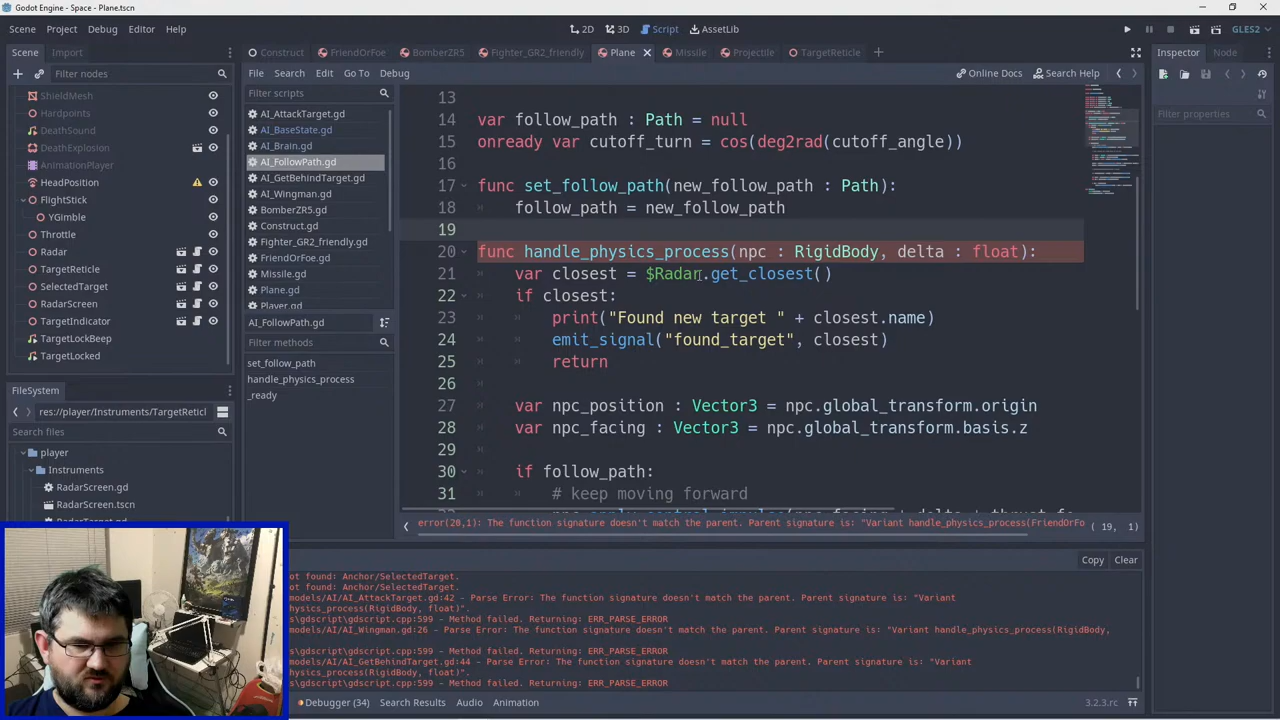 Godot Engine - Space - Plane.tscn
Scene Project Debug Editor Help
2D 3D Script AssetLib
GLES2
Scene Import
Filter nodes
ShieldMesh
Hardpoints
DeathSound
DeathExplosion
AnimationPlayer
HeadPosition
FlightStick
YGimble
Throttle
Radar
TargetReticle
SelectedTarget
RadarScreen
TargetIndicator
TargetLockBeep
TargetLocked
FileSystem
res://player/Instruments/TargetReticl
Search files
player
Instruments
RadarScreen.gd
RadarScreen.tscn
Construct FriendOrFoe BomberZR5 Fighter_GR2_friendly Plane Missile Projectile TargetReticle
File Search Edit Go To Debug
Online Docs Search Help
Filter scripts
AI_AttackTarget.gd
AI_BaseState.gd
AI_Brain.gd
AI_FollowPath.gd
AI_GetBehindTarget.gd
AI_Wingman.gd
BomberZR5.gd
Construct.gd
Fighter_GR2_friendly.gd
FriendOrFoe.gd
Missile.gd
Plane.gd
Player.gd
AI_FollowPath.gd
Filter methods
set_follow_path
handle_physics_process
_ready
13
14 var follow_path : Path = null
15 onready var cutoff_turn = cos(deg2rad(cutoff_angle))
16
17 func set_follow_path(new_follow_path : Path):
18 follow_path = new_follow_path
19
20 func handle_physics_process(npc : RigidBody, delta : float):
21 var closest = $Radar.get_closest()
22 if closest:
23 print("Found new target " + closest.name)
24 emit_signal("found_target", closest)
25 return
26
27 var npc_position : Vector3 = npc.global_transform.origin
28 var npc_facing : Vector3 = npc.global_transform.basis.z
29
30 if follow_path:
31 # keep moving forward
error(20,1): The function signature doesn't match the parent. Parent signature is: "Variant handle_physics_process(FriendOrFo
( 19, 1)
Copy Clear
ot found: Anchor/SelectedTarget.
ot found: Anchor/SelectedTarget.
models/AI/AI_AttackTarget.gd:42 - Parse Error: The function signature doesn't match the parent. Parent signature is: "Variant
hysics_process(RigidBody, float)".
gdscript\gdscript.cpp:599 - Method failed. Returning: ERR_PARSE_ERROR
models/AI/AI_Wingman.gd:26 - Parse Error: The function signature doesn't match the parent. Parent signature is: "Variant handle_physics_process(RigidBody,
gdscript\gdscript.cpp:599 - Method failed. Returning: ERR_PARSE_ERROR
models/AI/AI_GetBehindTarget.gd:44 - Parse Error: The function signature doesn't match the parent. Parent signature is: "Variant
hysics_process(RigidBody, float)".
gdscript\gdscript.cpp:599 - Method failed. Returning: ERR_PARSE_ERROR
Debugger (34) Search Results Audio Animation
3.2.3.rc
Inspector Node
Filter properties